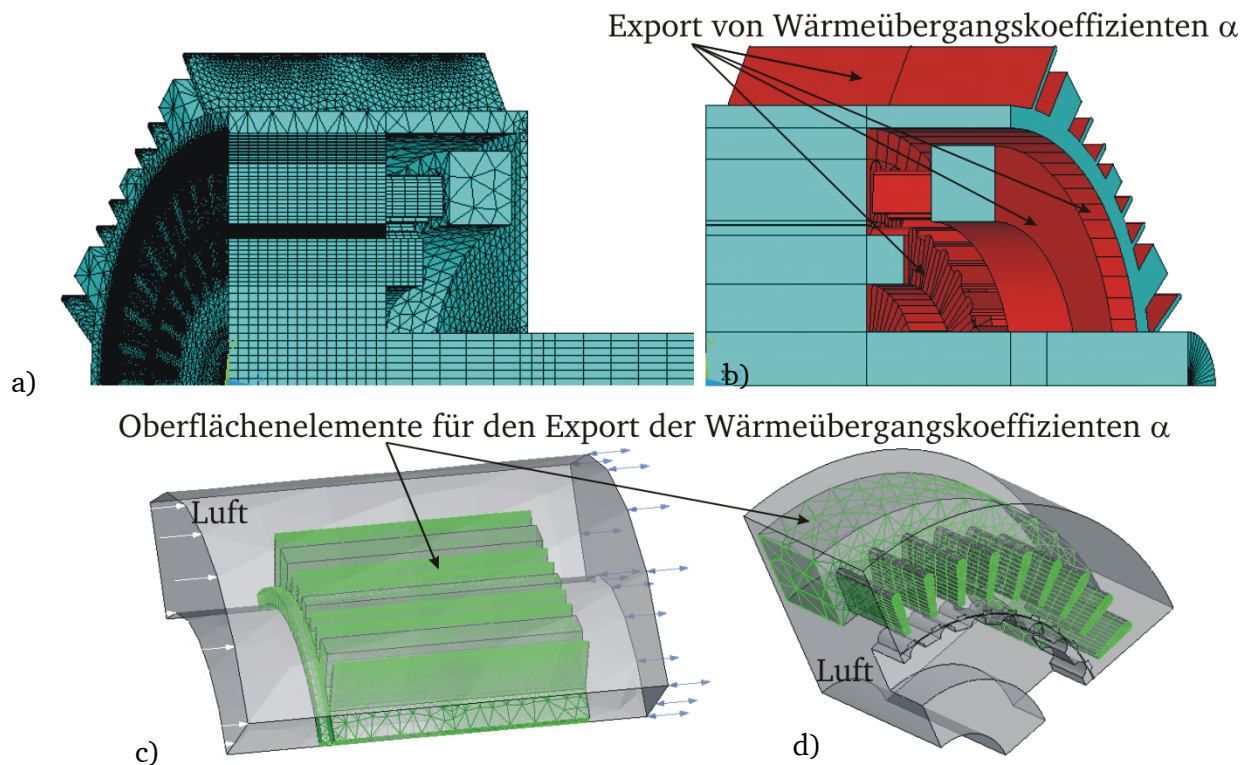 Export von Wärmeübergangskoeffizienten α
a)
b)
Oberflächenelemente für den Export der Wärmeübergangskoeffizienten α
Luft
Luft
c)
d)